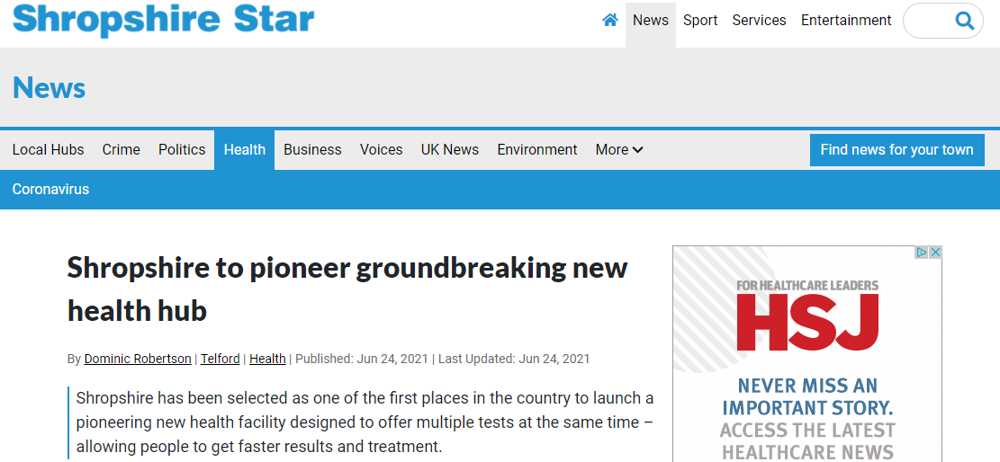 Shropshire Star
News Sport Services Entertainment
News
Local Hubs Crime Politics Health Business Voices UK News Environment More Find news for your town
Coronavirus
Shropshire to pioneer groundbreaking new
health hub
By Dominic Robertson | Telford | Health | Published: Jun 24, 2021 | Last Updated: Jun 24, 2021
Shropshire has been selected as one of the first places in the country to launch a
pioneering new health facility designed to offer multiple tests at the same time –
allowing people to get faster results and treatment.
FOR HEALTHCARE LEADERS
HSJ
NEVER MISS AN
IMPORTANT STORY.
ACCESS THE LATEST
HEALTHCARE NEWS